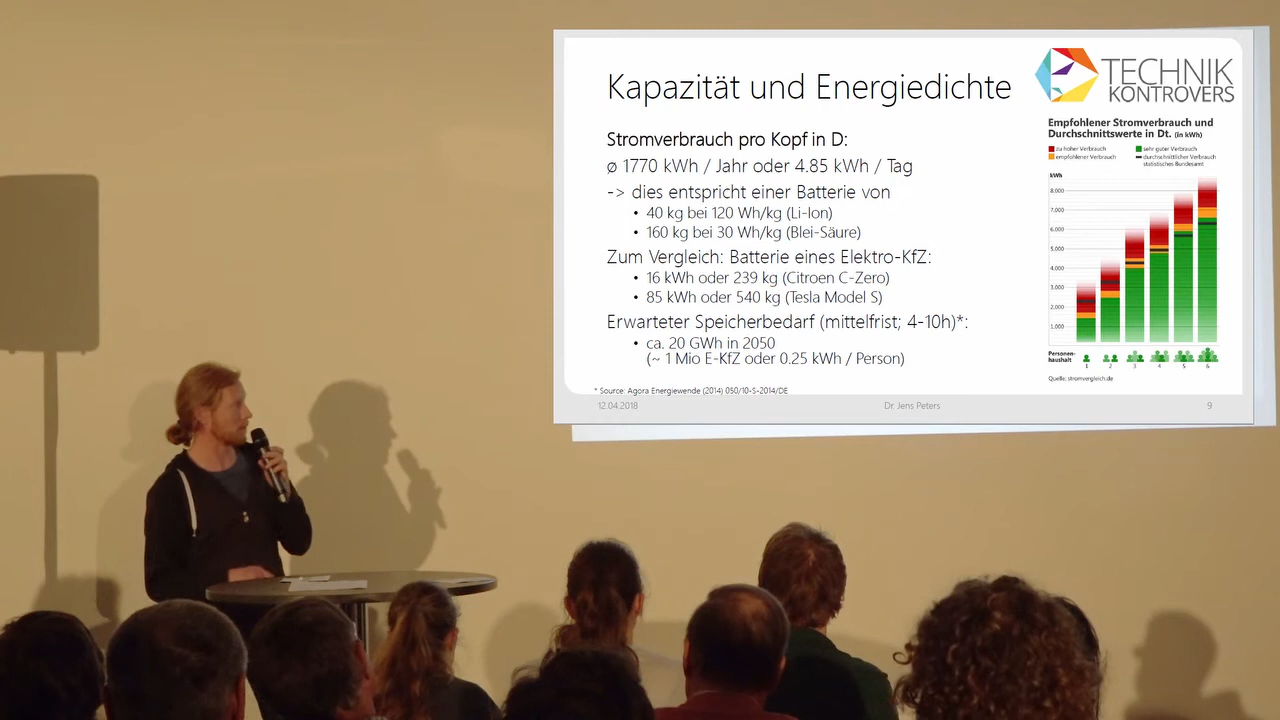 Kapazität und Energiedichte
TECHNIK
KONTROVERS
Stromverbrauch pro Kopf in D:
ø 1770 kWh / Jahr oder 4.85 kWh / Tag
-> dies entspricht einer Batterie von
• 40 kg bei 120 Wh/kg (Li-Ion)
• 160 kg bei 30 Wh/kg (Blei-Säure)
Zum Vergleich: Batterie eines Elektro-KfZ:
• 16 kWh oder 239 kg (Citroen C-Zero)
• 85 kWh oder 540 kg (Tesla Model S)
Erwarteter Speicherbedarf (mittelfrist; 4-10h)*:
• ca. 20 GWh in 2050
(~ 1 Mio E-KfZ oder 0.25 kWh / Person)
* Source: Agora Energiewende (2014) 050/10-S-2014/DE
Empfohlener Stromverbrauch und
Durchschnittswerte in Dt. (in kWh)
zu hoher Verbrauch
empfohlener Verbrauch
sehr guter Verbrauch
durchschnittlicher Verbrauch
statistisches Bundesamt
kWh
8.000
7.000
6.000
5.000
4.000
3.000
2.000
1.000
Personen-
haushalt
1 2 3 4 5 6
Quelle: stromvergleich.de
12.04.2018
Dr. Jens Peters
9